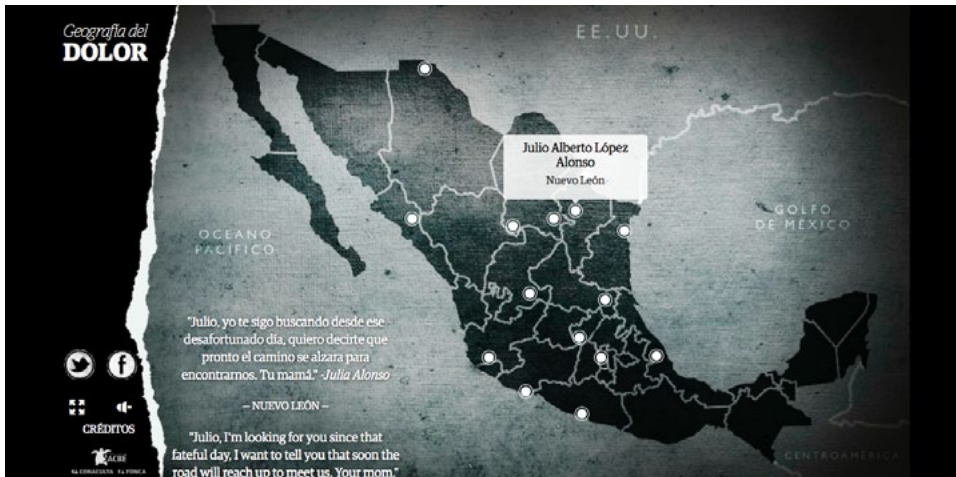 Geografía del
DOLOR
EE.UU.
Julio Alberto López
Alonso
Nuevo León
GOLFO
DE MÉXICO
OCEANO
PACÍFICO
"Julio, yo te sigo buscando desde ese
desafortunado día, quiero decirte que
pronto el camino se alzara para
encontrarnos. Tu mamá." -Julia Alonso
– NUEVO LEÓN –
"Julio, I'm looking for you since that
fateful day, I want to tell you that soon the
road will reach up to meet us. Your mom."
CRÉDITOS
CENTROAMÉRICA